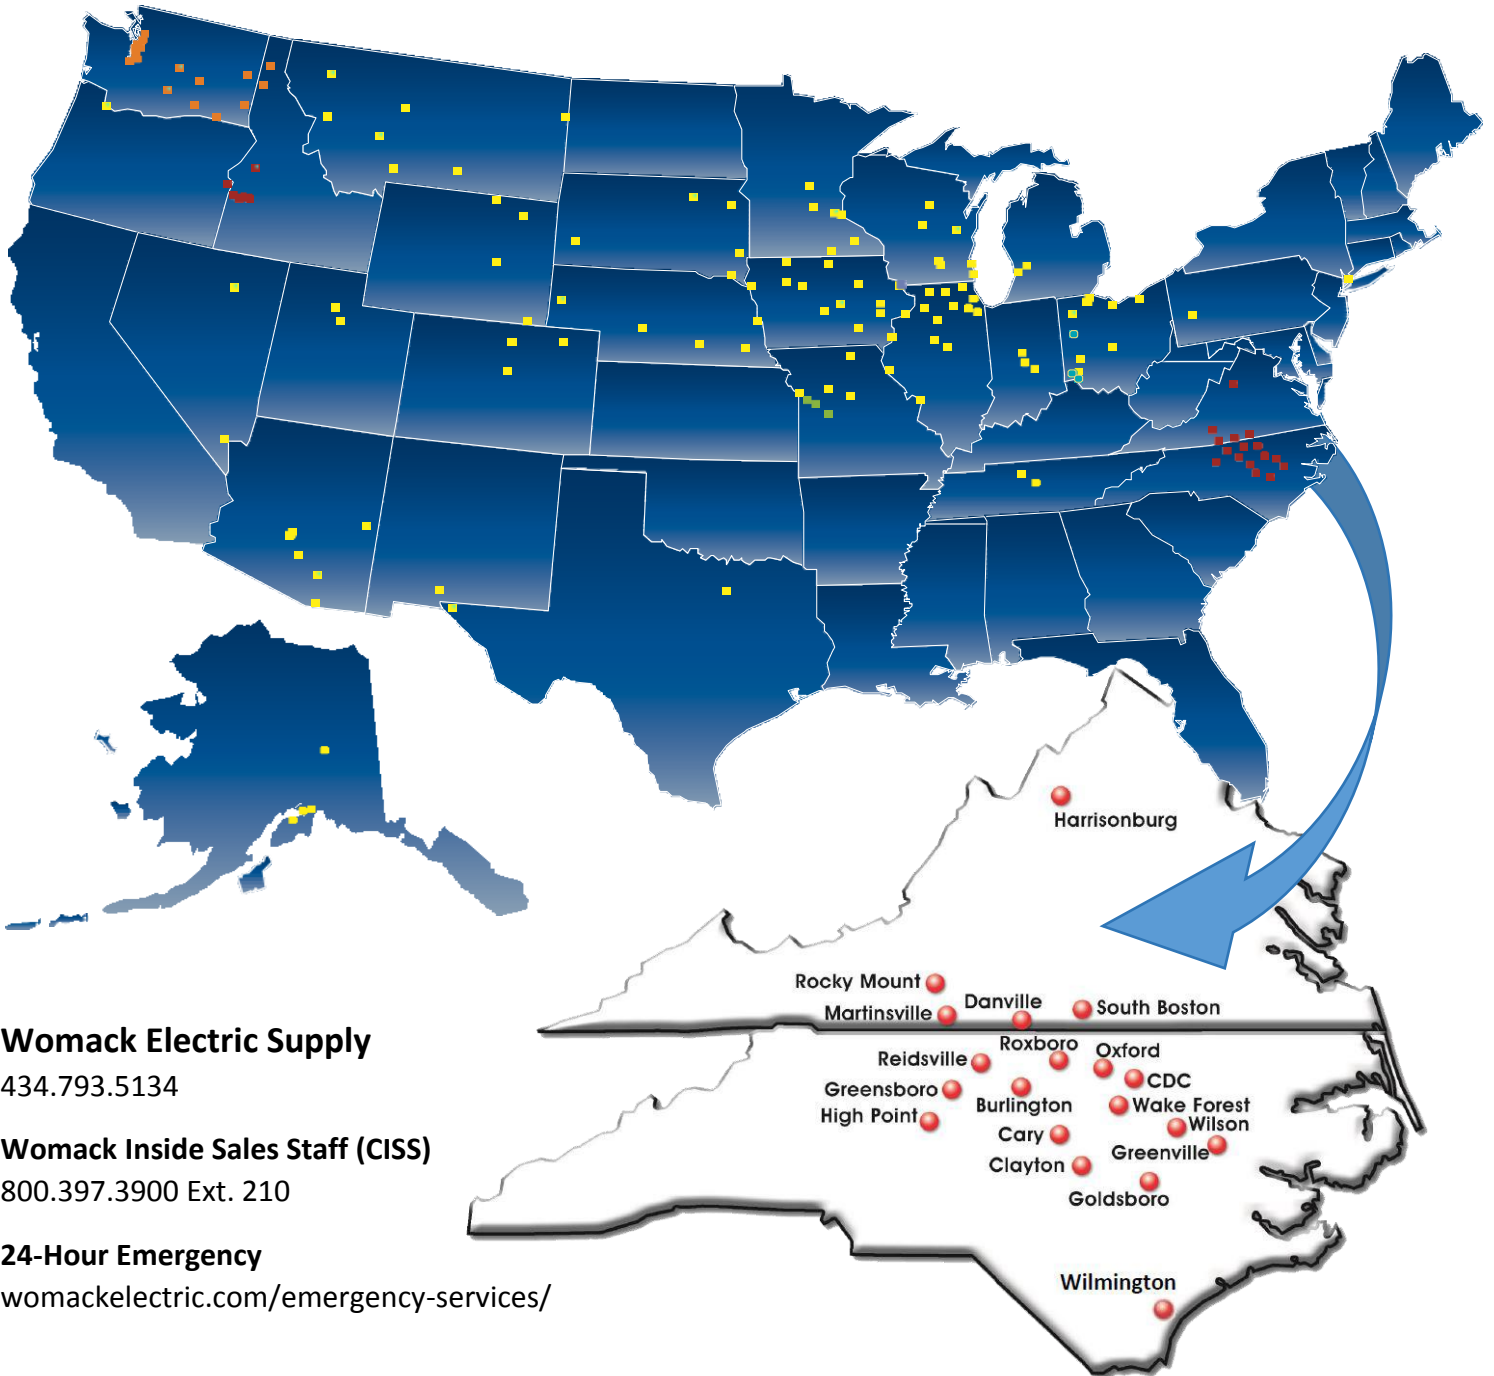 Harrisonburg
Rocky Mount
Martinsville
Danville
South Boston
Reidsville
Roxboro
Oxford
CDC
Greensboro
Burlington
Wake Forest
High Point
Wilson
Cary
Greenville
Clayton
Goldsboro
Wilmington
Womack Electric Supply
434.793.5134
Womack Inside Sales Staff (CISS)
800.397.3900 Ext. 210
24-Hour Emergency
womackelectric.com/emergency-services/